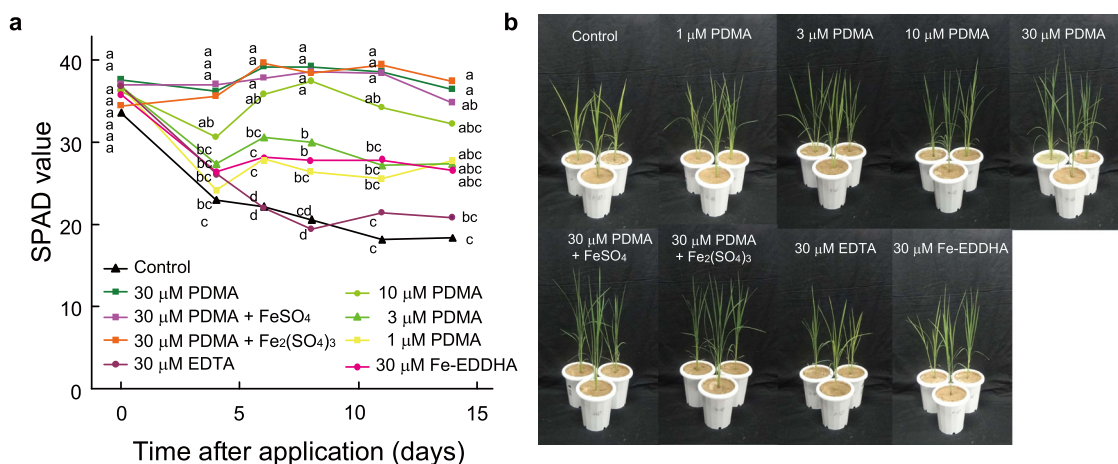 a
SPAD value
40
30
20
10
0
0 5 10 15
Time after application (days)
a a a a a a
a a a a a a
a a a a a a
a ab ab a ab ab
a bc bc b bc abc
a bc c b bc abc
a bc c bc bc abc
a bc d cd c abc
a c d d c bc
c
Control
30 μM PDMA
30 μM PDMA + FeSO4
30 μM PDMA + Fe2(SO4)3
30 μM EDTA
10 μM PDMA
3 μM PDMA
1 μM PDMA
30 μM Fe-EDDHA
b
Control
1 μM PDMA
3 μM PDMA
10 μM PDMA
30 μM PDMA
30 μM PDMA
+ FeSO4
30 μM PDMA
+ Fe2(SO4)3
30 μM EDTA
30 μM Fe-EDDHA